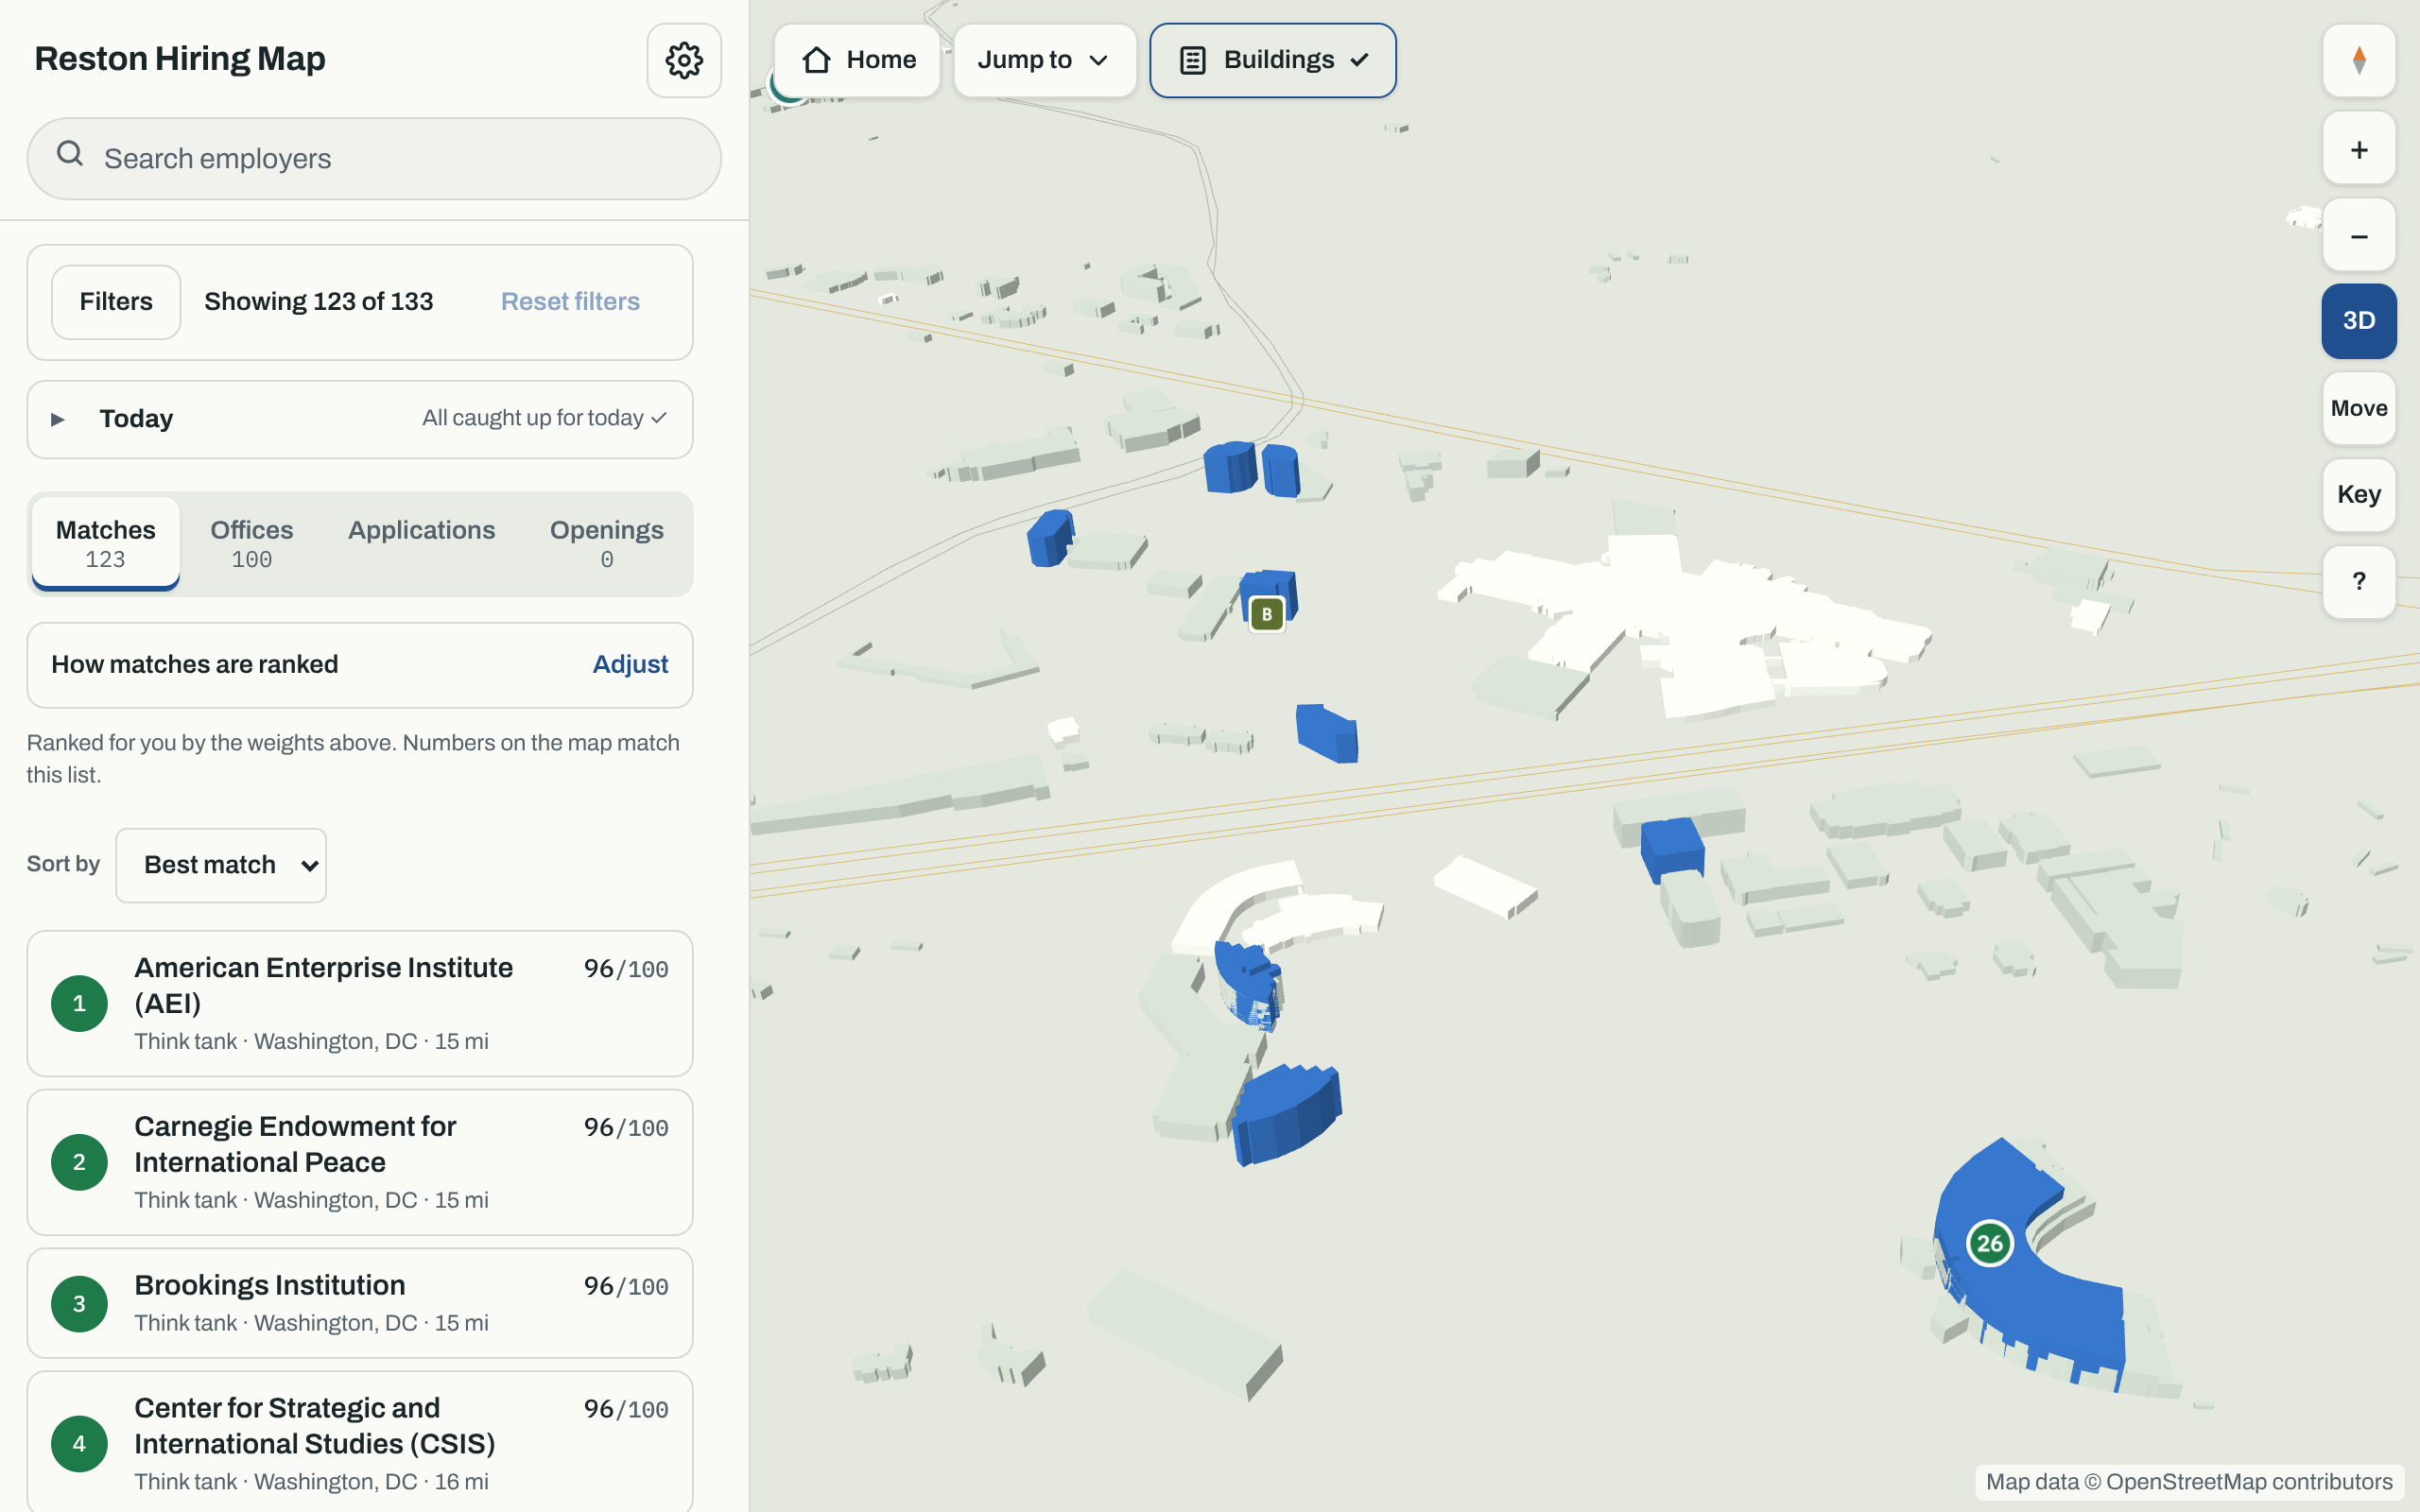 Reston Hiring Map
Search employers
Filters
Showing 123 of 133
Reset filters
Today
All caught up for today ✓
Matches
123
Offices
100
Applications
Openings
0
How matches are ranked
Adjust
Ranked for you by the weights above. Numbers on the map match
this list.
Sort by
Best match
1
American Enterprise Institute
(AEI)
96/100
Think tank · Washington, DC · 15 mi
2
Carnegie Endowment for
International Peace
96/100
Think tank · Washington, DC · 15 mi
3
Brookings Institution
96/100
Think tank · Washington, DC · 15 mi
4
Center for Strategic and
International Studies (CSIS)
96/100
Think tank · Washington, DC · 16 mi
Home
Jump to
Buildings ✓
+
−
3D
Move
Key
?
B
26
Map data © OpenStreetMap contributors